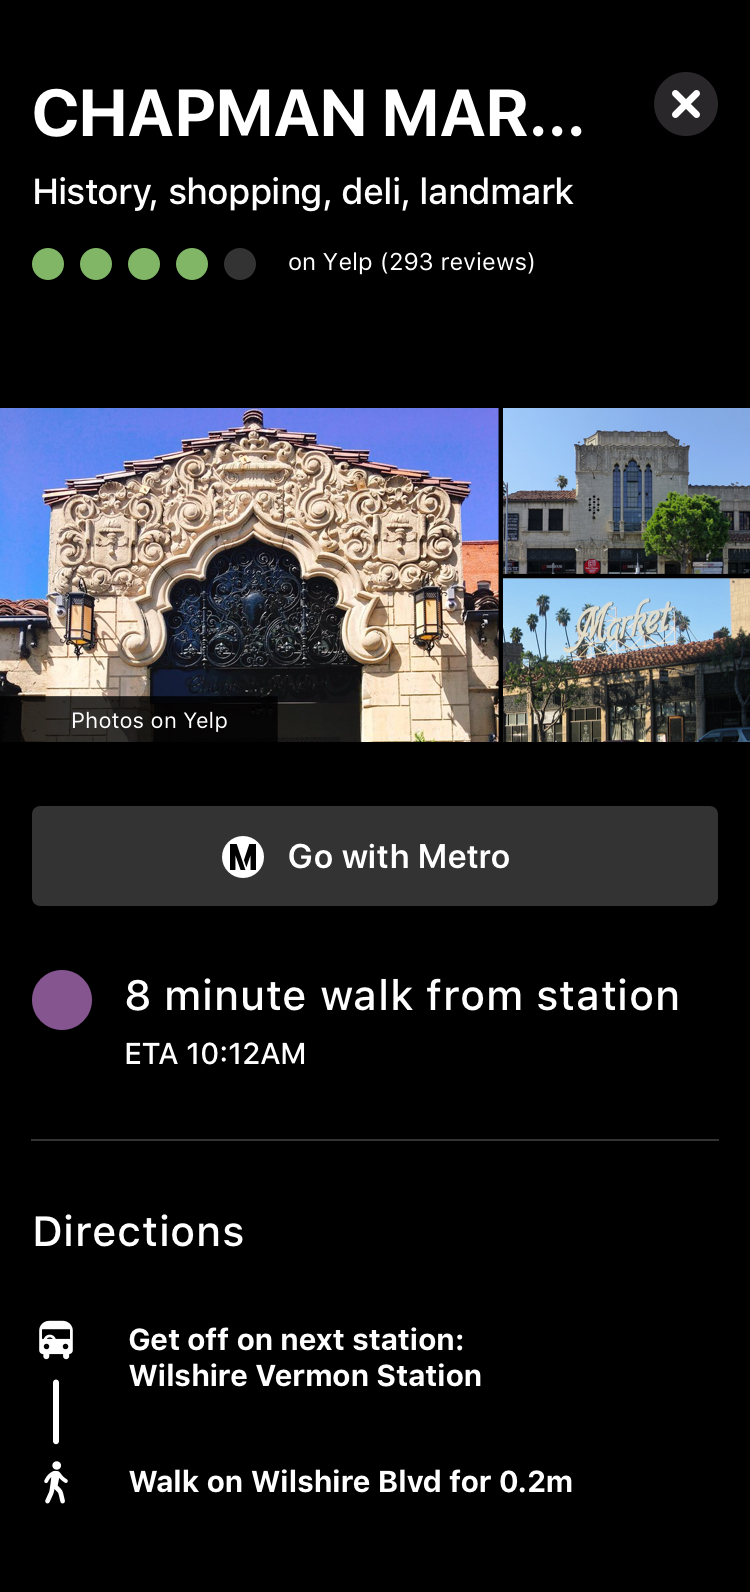 CHAPMAN MAR...
History, shopping, deli, landmark
on Yelp (293 reviews)
Market
Photos on Yelp
M Go with Metro
8 minute walk from station
ETA 10:12AM
Directions
Get off on next station:
Wilshire Vermon Station
Walk on Wilshire Blvd for 0.2m